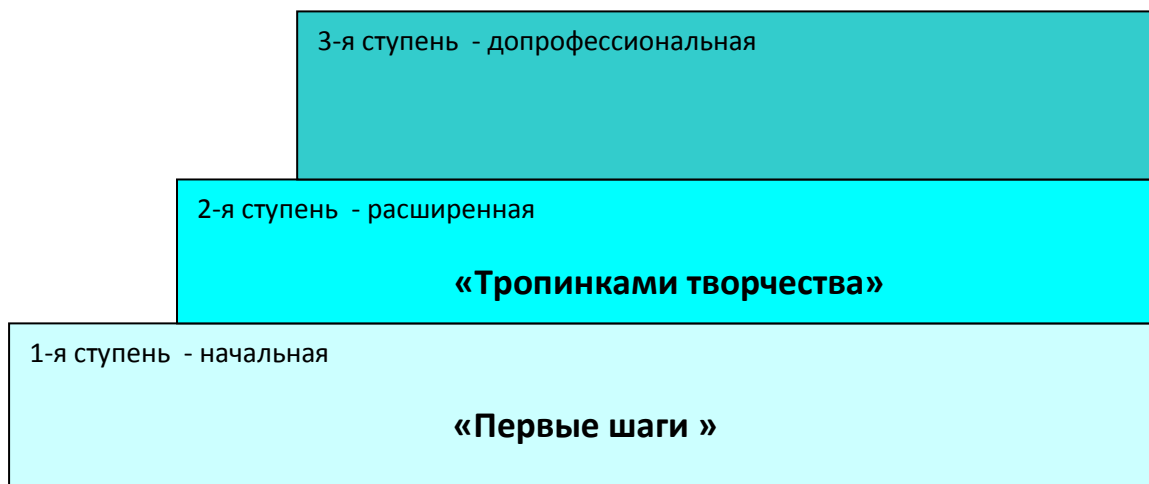 3-я ступень - допрофессиональная
2-я ступень - расширенная
«Тропинками творчества»
1-я ступень - начальная
«Первые шаги »